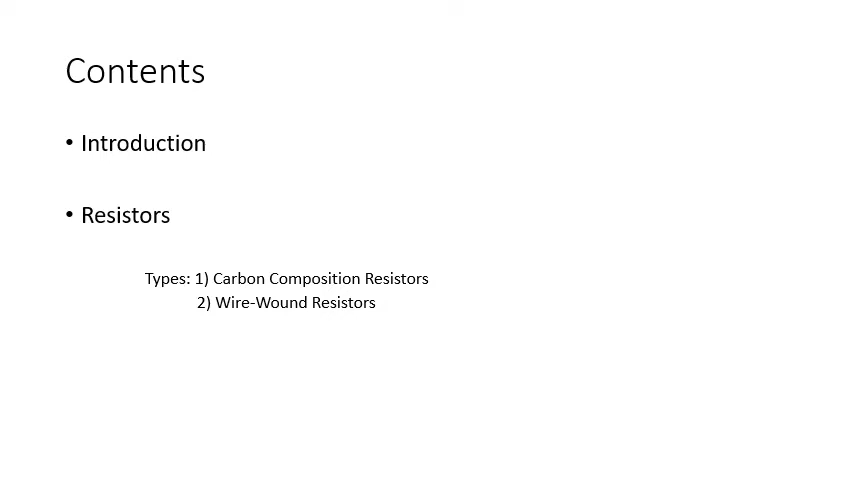 Contents
• Introduction
• Resistors
Types: 1) Carbon Composition Resistors
2) Wire-Wound Resistors